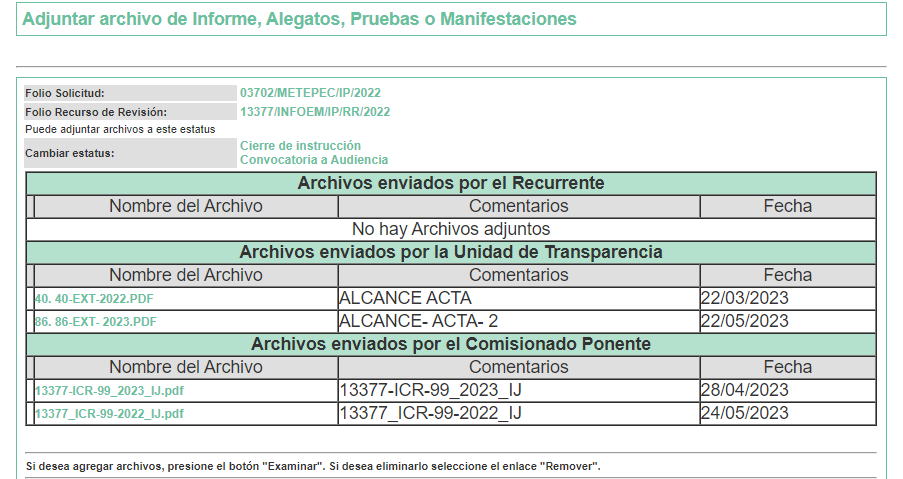 Adjuntar archivo de Informe, Alegatos, Pruebas o Manifestaciones
Folio Solicitud: 03702/METEPEC/IP/2022
Folio Recurso de Revisión: 13377/INFOEM/IP/RR/2022
Puede adjuntar archivos a este estatus
Cambiar estatus: Cierre de instrucción
Convocatoria a Audiencia
Archivos enviados por el Recurrente
Nombre del Archivo Comentarios Fecha
No hay Archivos adjuntos
Archivos enviados por la Unidad de Transparencia
Nombre del Archivo Comentarios Fecha
40. 40-EXT-2022.PDF ALCANCE ACTA 22/03/2023
86. 86-EXT- 2023.PDF ALCANCE- ACTA- 2 22/05/2023
Archivos enviados por el Comisionado Ponente
Nombre del Archivo Comentarios Fecha
13377-ICR-99_2023_IJ.pdf 13377-ICR-99_2023_IJ 28/04/2023
13377_ICR-99-2022_IJ.pdf 13377_ICR-99-2022_IJ 24/05/2023
Si desea agregar archivos, presione el botón "Examinar". Si desea eliminarlo seleccione el enlace "Remover".